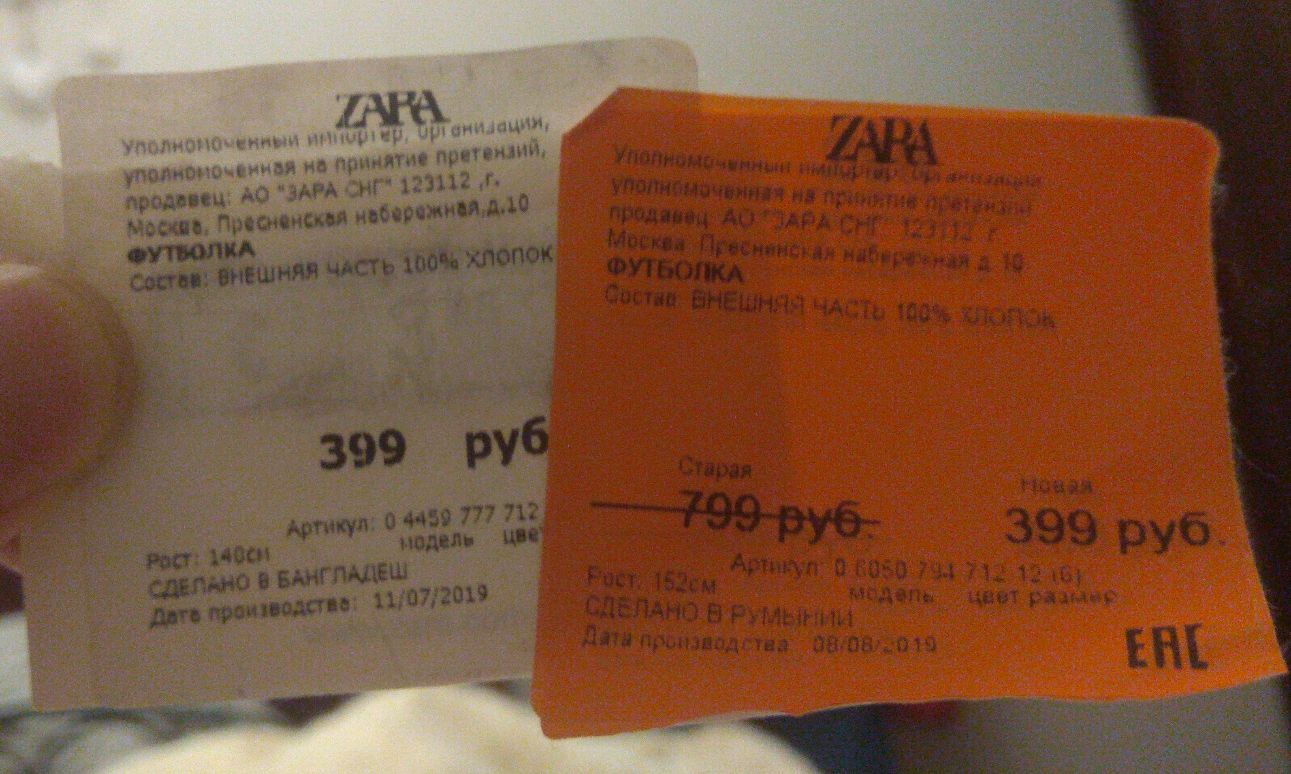 ZARA
Уполномоченный импортер, организации,
уполномоченная на принятие претензий,
продавец: АО "ЗАРА СНГ" 123112 ,г.
Москва, Пресненская набережная,д.10
ФУТБОЛКА
Состав: ВНЕШНЯЯ ЧАСТЬ 100% ХЛОПОК
399 руб
Артикул: 0 4459 777 712
модель цве
Рост: 140см
СДЕЛАНО В БАНГЛАДЕШ
Дата производства: 11/07/2019
ZARA
Уполномоченный импортер, организации
уполномоченная на принятие претензий
продавец: АО "ЗАРА СНГ" 123112 г.
Москва Пресненская набережная д 10
ФУТБОЛКА
Состав: ВНЕШНЯЯ ЧАСТЬ 100% ХЛОПОК
Старая Новая
799 руб. 399 руб.
Артикул: 0 6050 794 712 12 (6)
модель цвет размер
Рост: 152см
СДЕЛАНО В РУМЫНИИ
Дата производства 08/08/2019
ЕАС